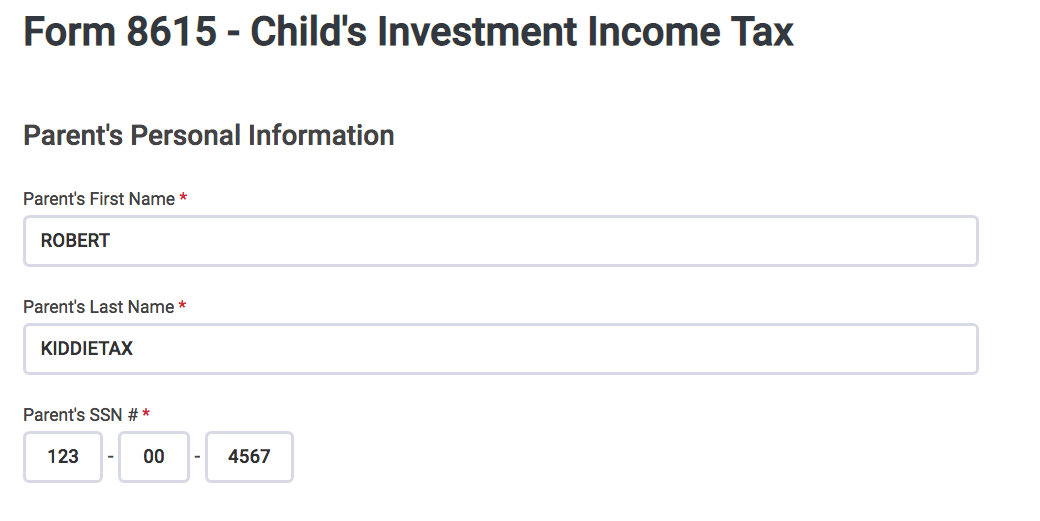 Form 8615 - Child's Investment Income Tax
Parent's Personal Information
Parent's First Name *
ROBERT
Parent's Last Name *
KIDDIETAX
Parent's SSN # *
123 - 00 - 4567